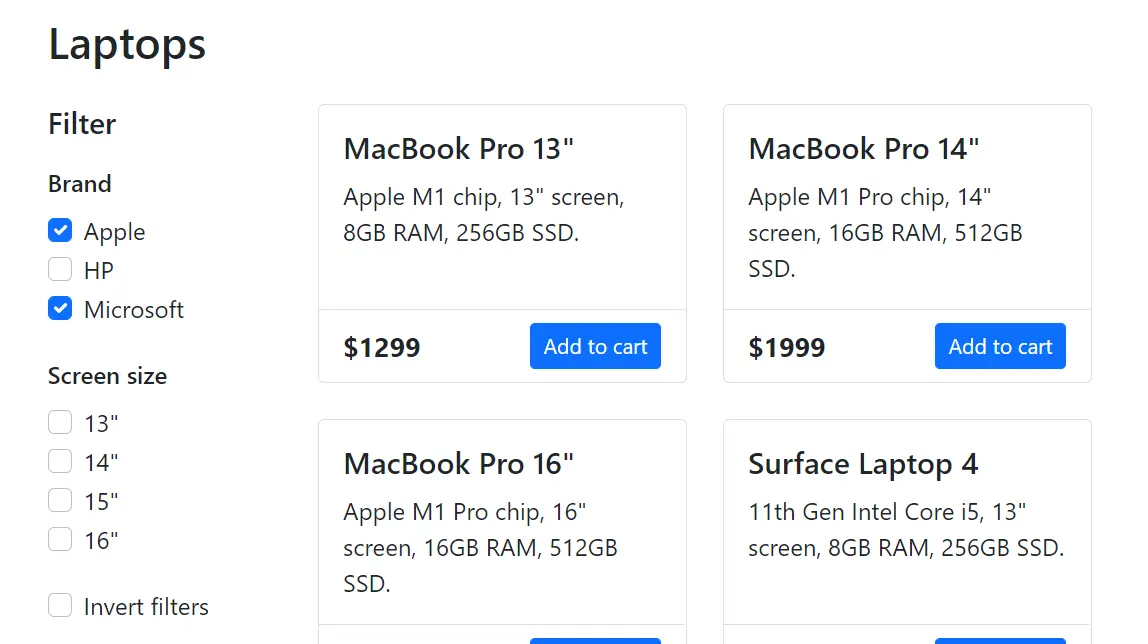 Laptops
Filter
Brand
Apple
HP
Microsoft
Screen size
13"
14"
15"
16"
Invert filters
MacBook Pro 13"
Apple M1 chip, 13" screen,
8GB RAM, 256GB SSD.
$1299
Add to cart
MacBook Pro 14"
Apple M1 Pro chip, 14"
screen, 16GB RAM, 512GB
SSD.
$1999
Add to cart
MacBook Pro 16"
Apple M1 Pro chip, 16"
screen, 16GB RAM, 512GB
SSD.
Surface Laptop 4
11th Gen Intel Core i5, 13"
screen, 8GB RAM, 256GB SSD.